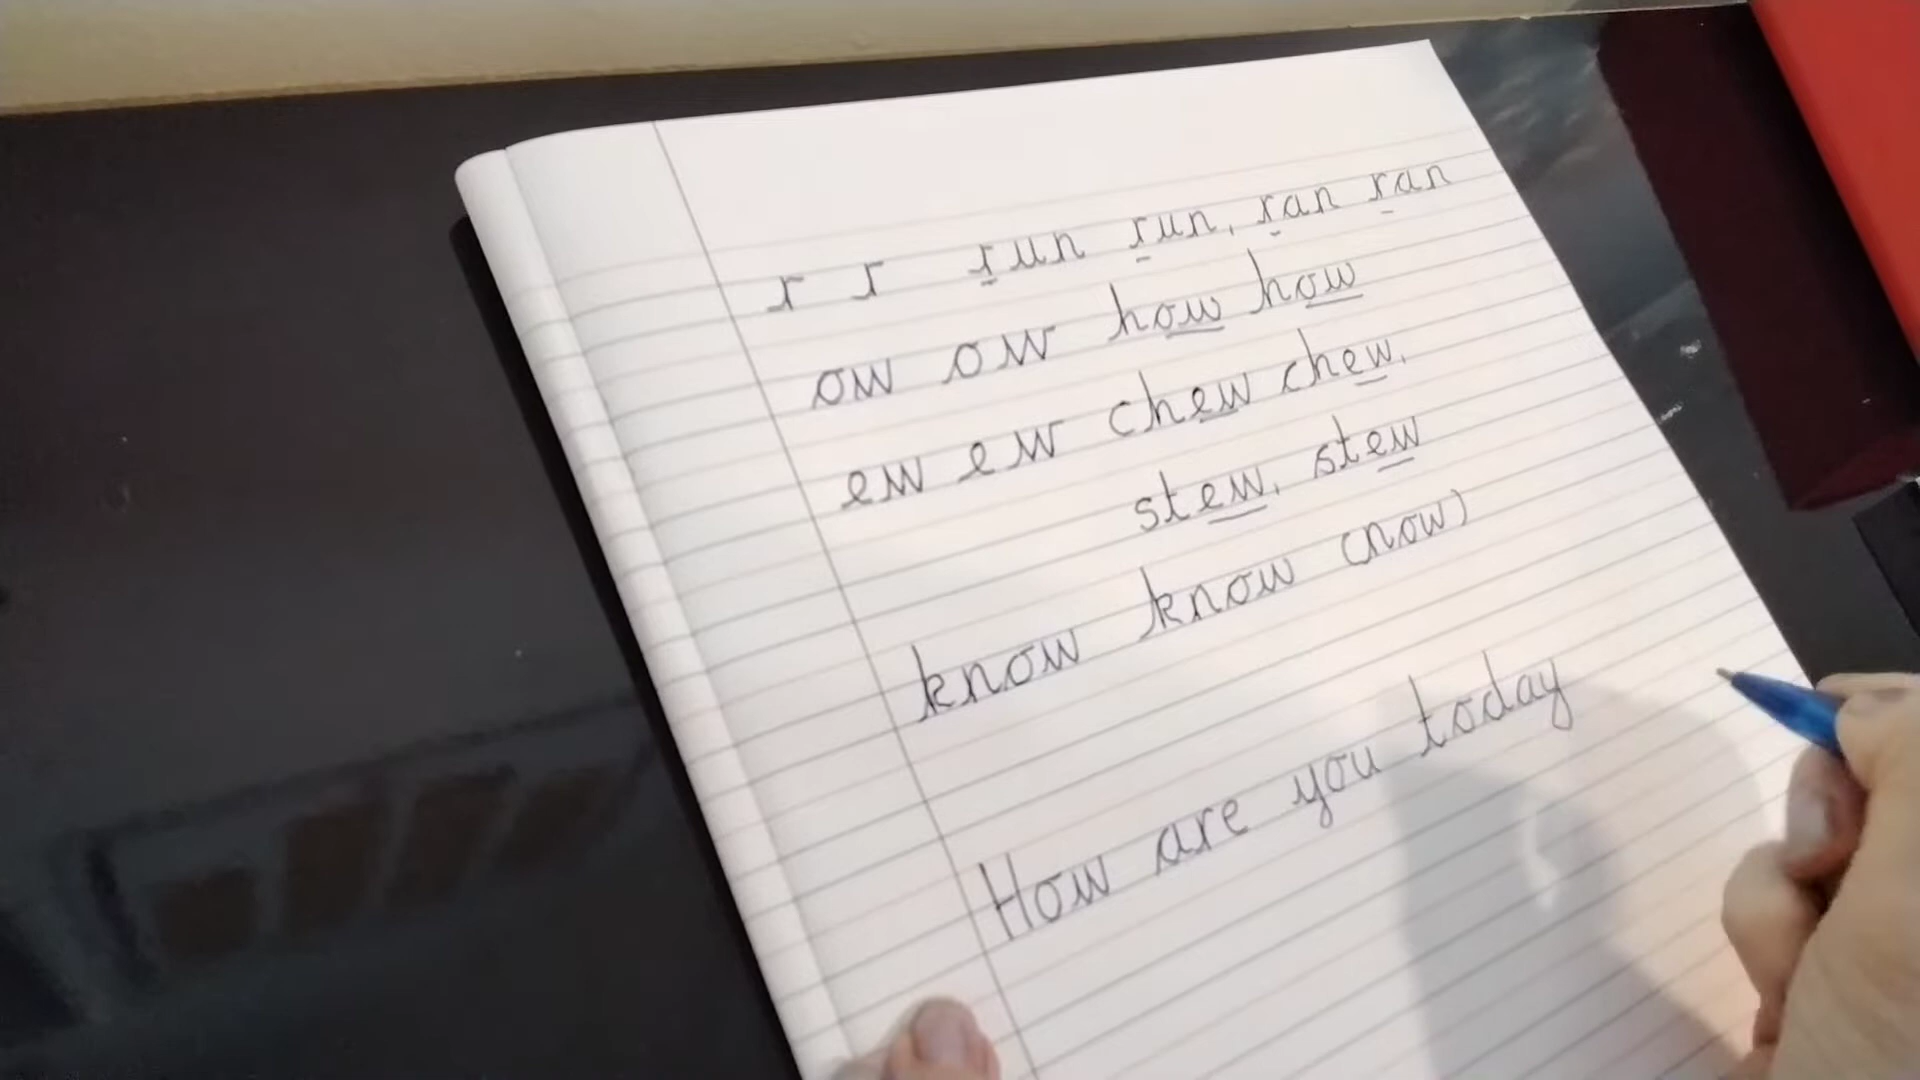 r r run run, ran ran
ow ow how how
ew ew chew chew,
stew, stew
know know (now)
How are you today